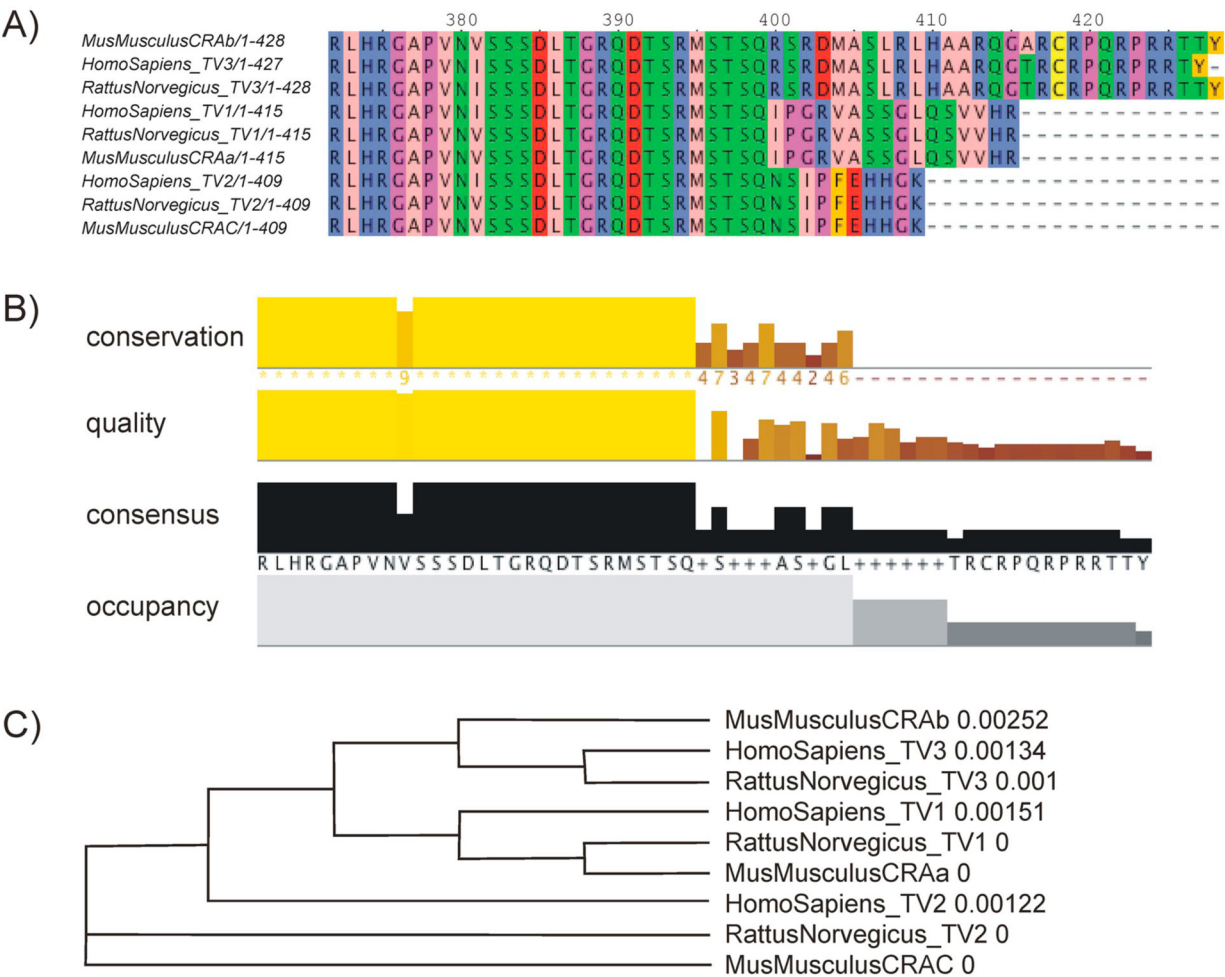 A)
380 390 400 410 420
MusMusculusCRAb/1-428 RLHRGAPVNVSSSDLTGRQDTSRMSTSQRSRDMASLRLHAARQGARCRPQRPRRTTY
HomoSapiens_TV3/1-427 RLHRGAPVNISSSDLTGRQDTSRMSTSQRSRDMASLRLHAARQGTRCRPQRPRRTY-
RattusNorvegicus_TV3/1-428 RLHRGAPVNISSSDLTGRQDTSRMSTSQRSRDMASLRLHAARQGTRCRPQRPRRTTY
HomoSapiens_TV1/1-415 RLHRGAPVNISSSDLTGRQDTSRMSTSQIPGRVASSGLQSVVHR-------------
RattusNorvegicus_TV1/1-415 RLHRGAPVNVSSSDLTGRQDTSRMSTSQIPGRVASSGLQSVVHR-------------
MusMusculusCRAa/1-415 RLHRGAPVNVSSSDLTGRQDTSRMSTSQIPGRVASSGLQSVVHR-------------
HomoSapiens_TV2/1-409 RLHRGAPVNISSSDLTGRQDTSRMSTSQNSIPFEHHGK-------------------
RattusNorvegicus_TV2/1-409 RLHRGAPVNVSSSDLTGRQDTSRMSTSQNSIPFEHHGK-------------------
MusMusculusCRAC/1-409 RLHRGAPVNVSSSDLTGRQDTSRMSTSQNSIPFEHHGK-------------------
B)
conservation
*********9******************4734744246-------------------
quality
consensus
RLHRGAPVNVSSSDLTGRQDTSRMSTSQ+S+++AS+GL++++++TRCRPQRPRRTTY
occupancy
C)
MusMusculusCRAb 0.00252
HomoSapiens_TV3 0.00134
RattusNorvegicus_TV3 0.001
HomoSapiens_TV1 0.00151
RattusNorvegicus_TV1 0
MusMusculusCRAa 0
HomoSapiens_TV2 0.00122
RattusNorvegicus_TV2 0
MusMusculusCRAC 0